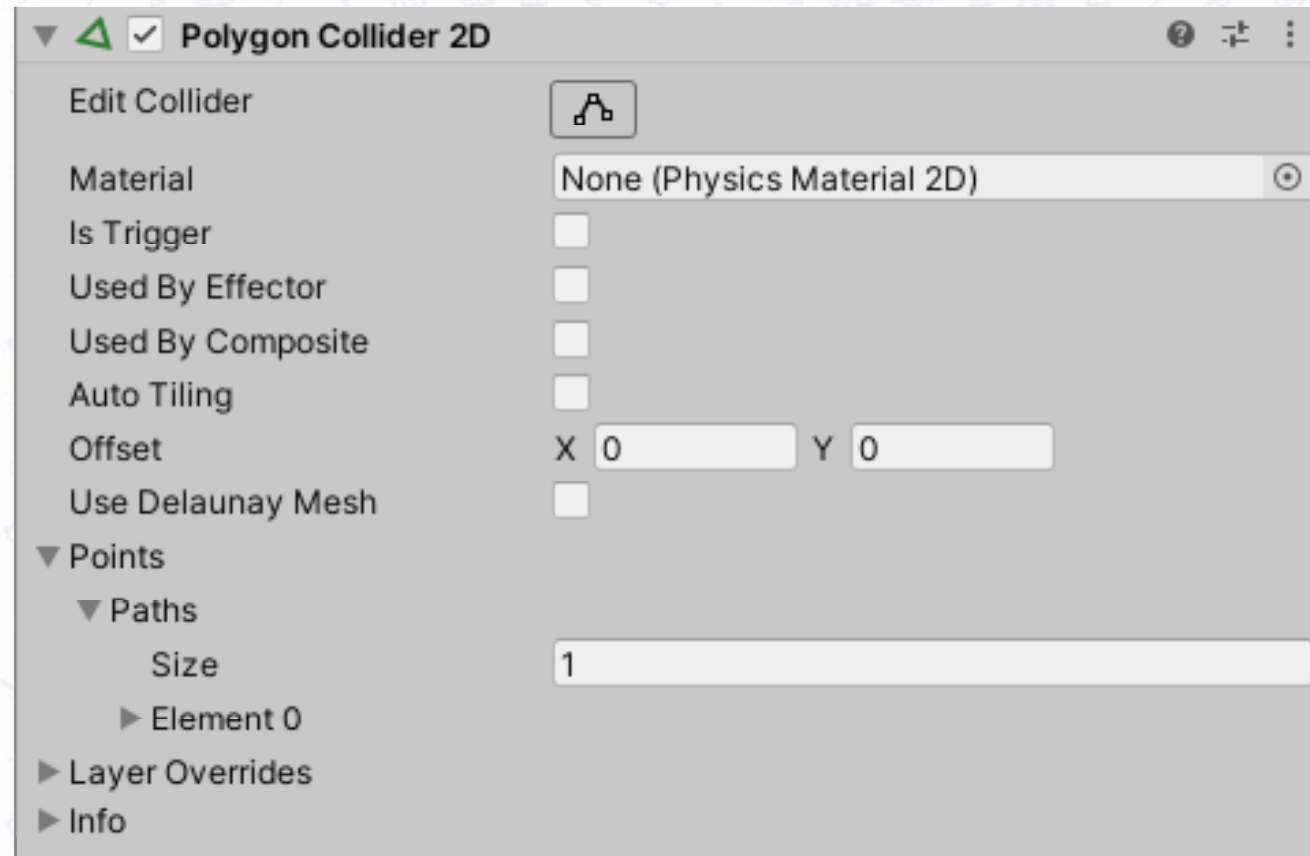 Polygon Collider 2D
Edit Collider
Material None (Physics Material 2D)
Is Trigger
Used By Effector
Used By Composite
Auto Tiling
Offset X 0 Y 0
Use Delaunay Mesh
Points
Paths
Size 1
Element 0
Layer Overrides
Info